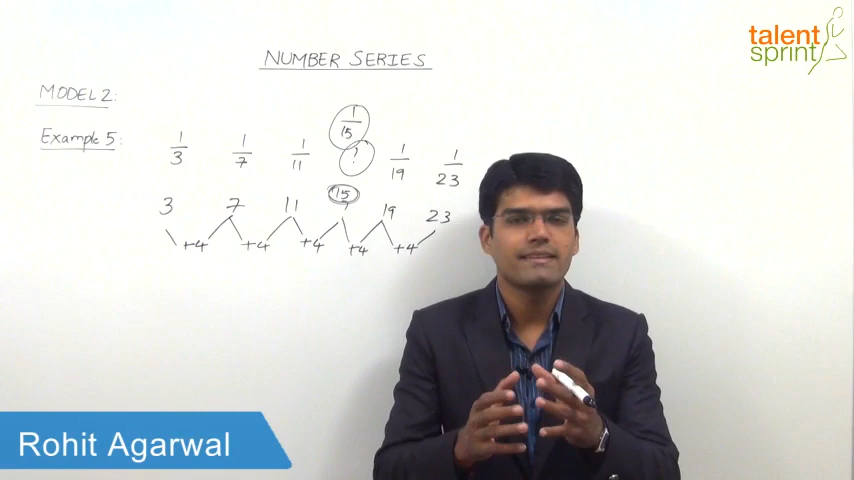 talent
sprint
NUMBER SERIES
MODEL 2:
Example 5: 1/3 1/7 1/11 ? 1/19 1/23
1/15
3 7 11 15 19 23
+4 +4 +4 +4 +4
Rohit Agarwal